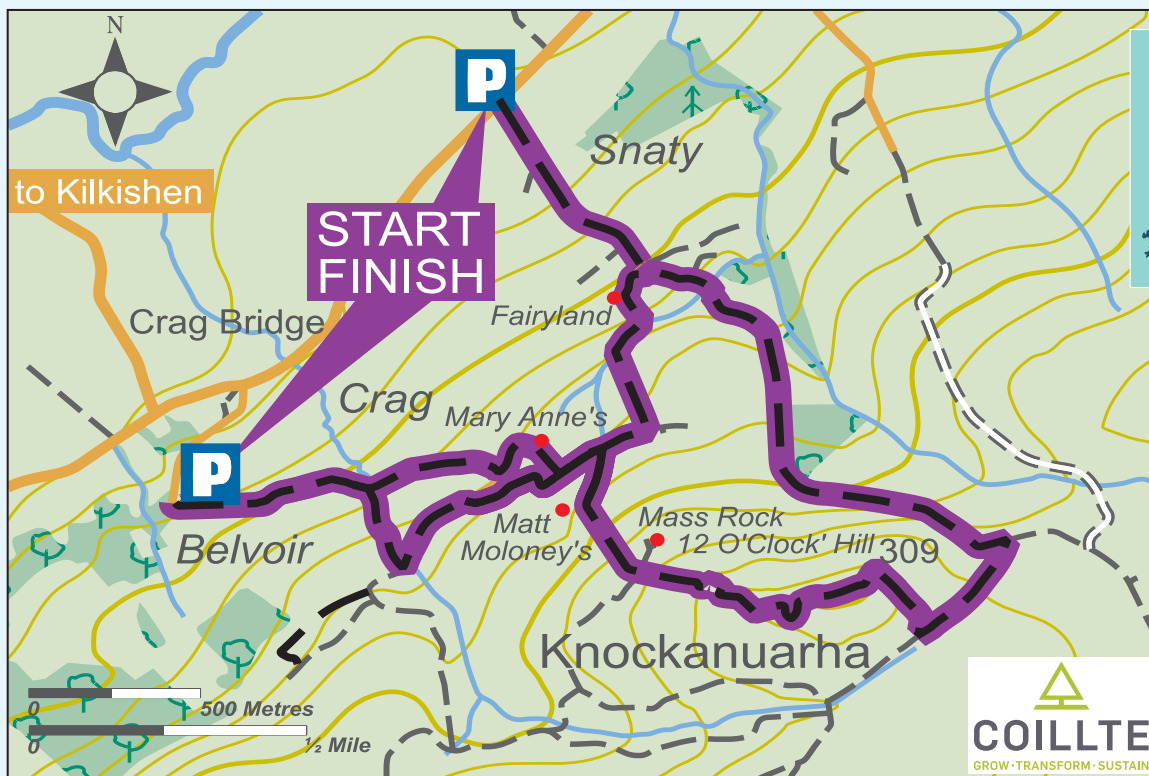 N
P
Snaty
to Kilkishen
START
FINISH
Fairyland
Crag Bridge
Crag
Mary Anne's
P
Matt
Moloney's
Mass Rock
12 O'Clock' Hill
309
Belvoir
Knockanuarha
0
500 Metres
0
½ Mile
COILLTE
GROW·TRANSFORM·SUSTAIN